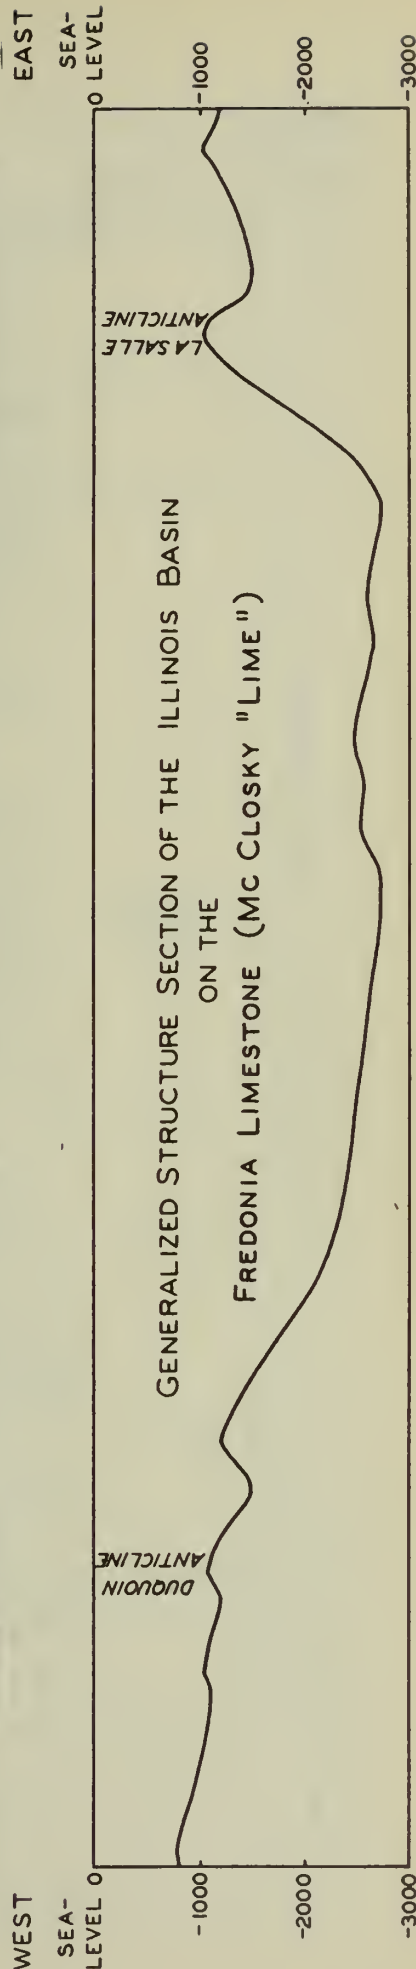 WEST
SEA-
LEVEL
0
-1000
-2000
-3000
DUQUOIN
ANTICLINE
GENERALIZED STRUCTURE SECTION OF THE ILLINOIS BASIN
ON THE
FREDONIA LIMESTONE (MC CLOSKY "LIME")
LA SALLE
ANTICLINE
EAST
SEA-
LEVEL
0
-1000
-2000
-3000